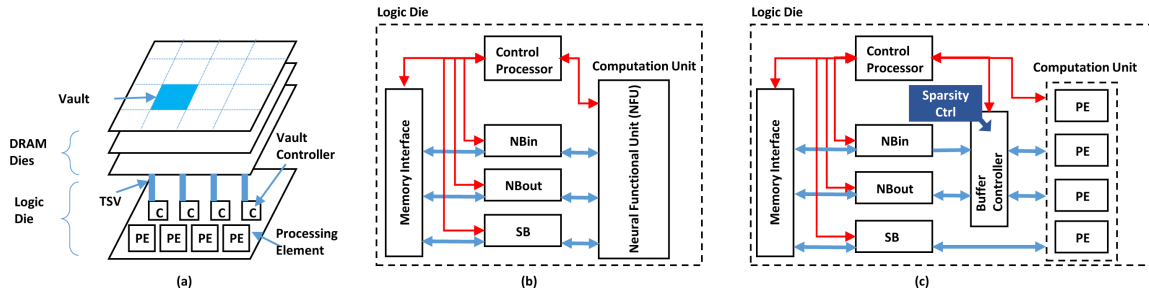 Vault
DRAM
Dies
Logic
Die
TSV
Vault
Controller
C
C
C
C
PE
PE
PE
PE
Processing
Element
(a)
Logic Die
Control
Processor
Computation Unit
Memory Interface
NBin
NBout
SB
Neural Functional Unit (NFU)
(b)
Logic Die
Control
Processor
Computation Unit
Sparsity
Ctrl
Memory Interface
NBin
NBout
SB
Buffer
Controller
PE
PE
PE
PE
(c)